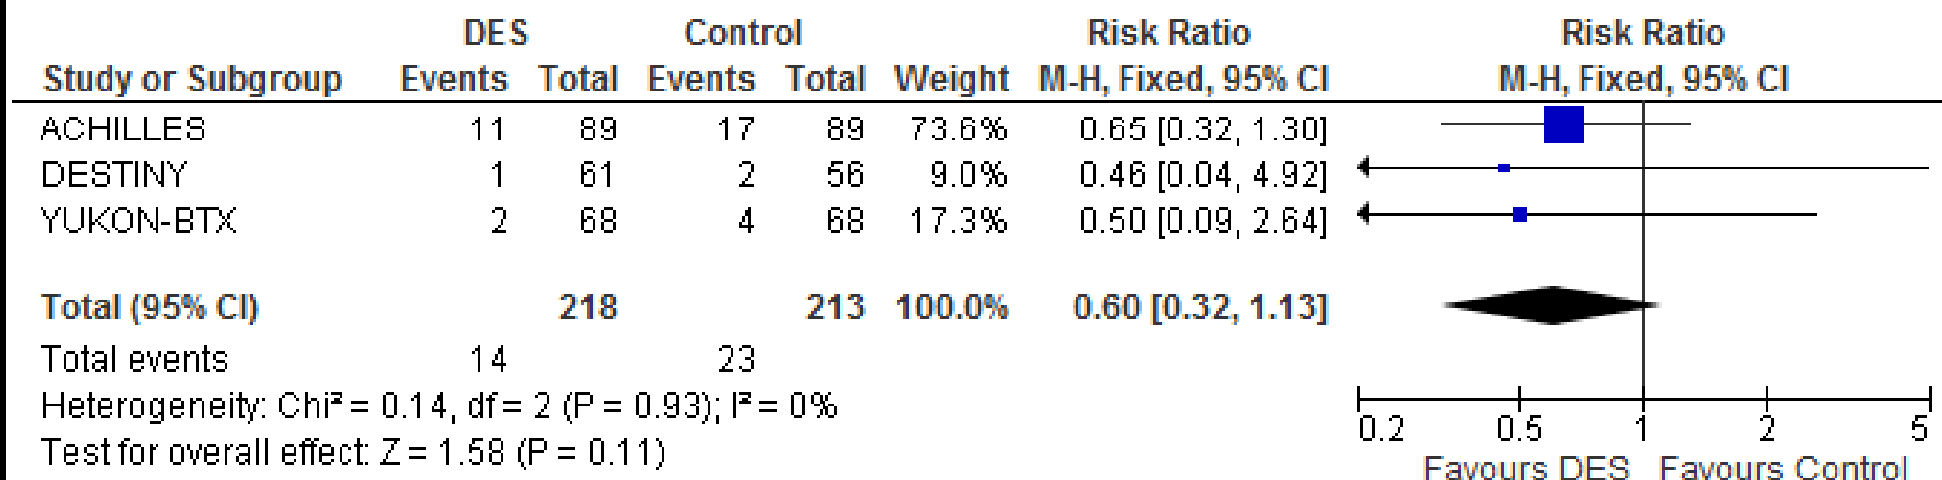 DES Control Risk Ratio Risk Ratio
Study or Subgroup Events Total Events Total Weight M-H, Fixed, 95% CI M-H, Fixed, 95% CI
ACHILLES 11 89 17 89 73.6% 0.65 [0.32, 1.30]
DESTINY 1 61 2 56 9.0% 0.46 [0.04, 4.92]
YUKON-BTX 2 68 4 68 17.3% 0.50 [0.09, 2.64]
Total (95% CI) 218 213 100.0% 0.60 [0.32, 1.13]
Total events 14 23
Heterogeneity: Chi² = 0.14, df = 2 (P = 0.93); I² = 0%
Test for overall effect: Z = 1.58 (P = 0.11)
0.2 0.5 1 2 5
Favours DES Favours Control